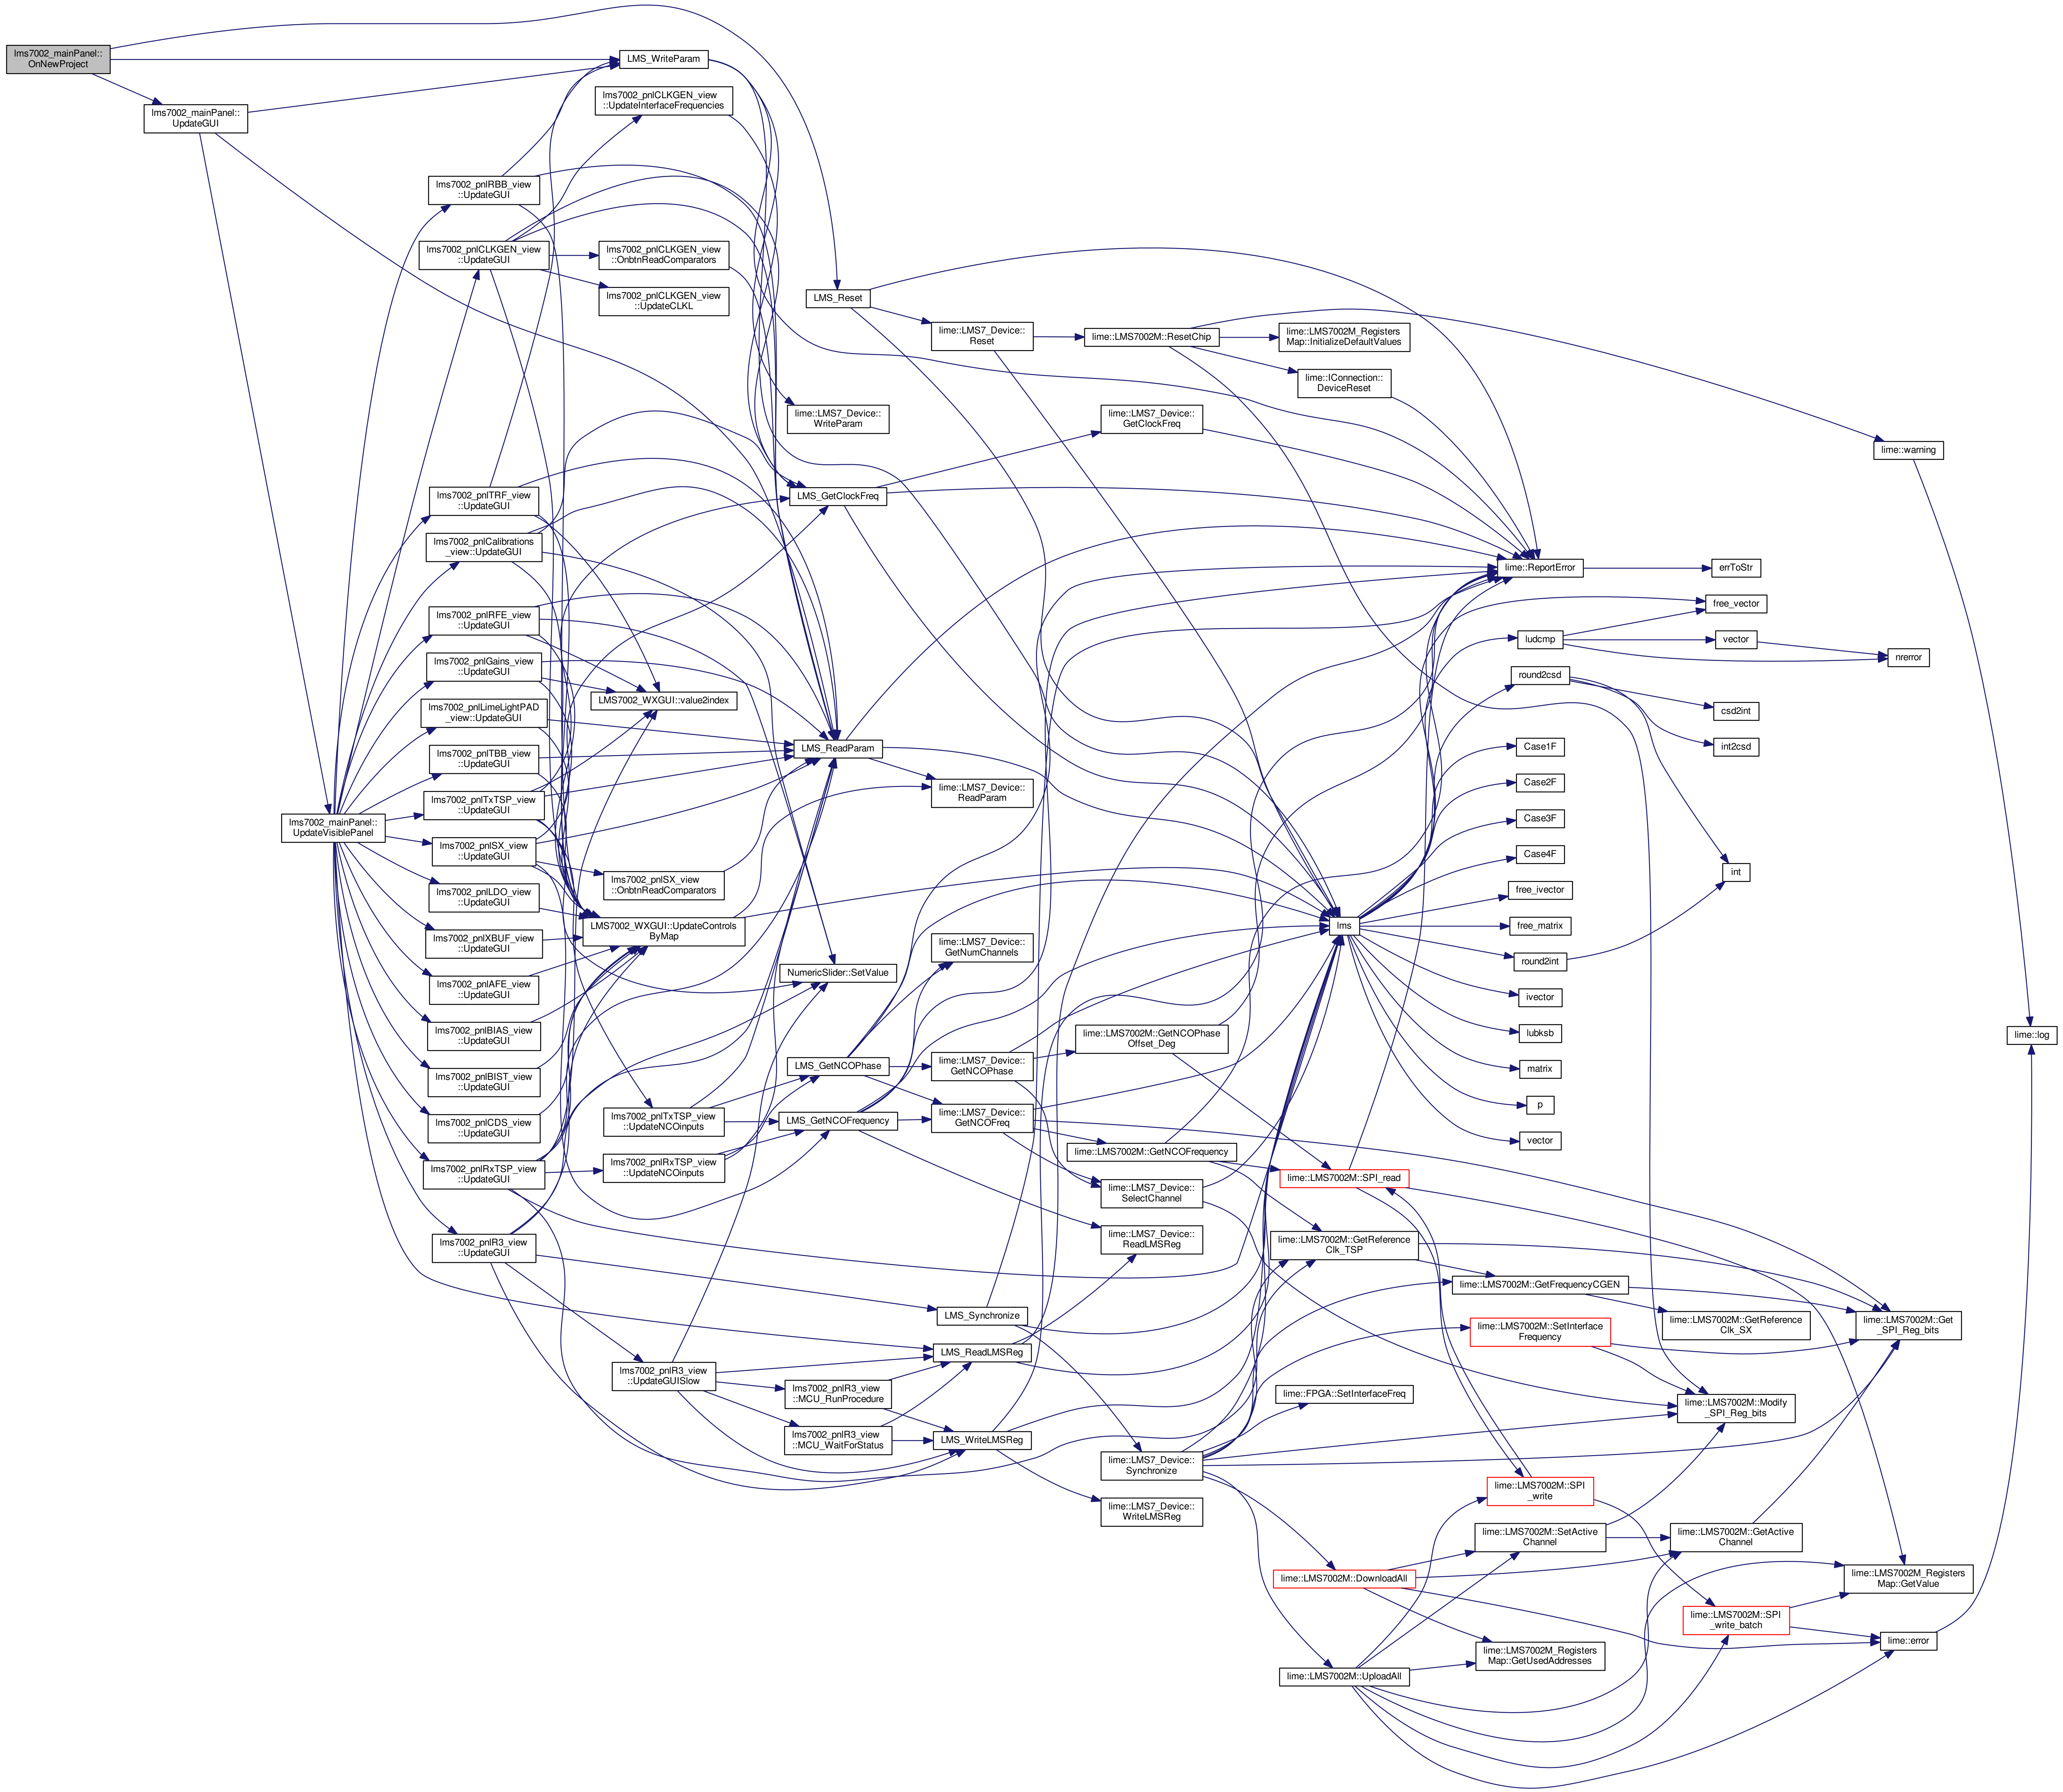 lms7002_mainPanel::
OnNewProject
lms7002_mainPanel::
UpdateGUI
lms7002_mainPanel::
UpdateVisiblePanel
lms7002_pnlRBB_view
::UpdateGUI
lms7002_pnlCLKGEN_view
::UpdateGUI
lms7002_pnlTRF_view
::UpdateGUI
lms7002_pnlCalibrations
_view::UpdateGUI
lms7002_pnlRFE_view
::UpdateGUI
lms7002_pnlGains_view
::UpdateGUI
lms7002_pnlLimeLightPAD
_view::UpdateGUI
lms7002_pnlTBB_view
::UpdateGUI
lms7002_pnlTxTSP_view
::UpdateGUI
lms7002_pnlSX_view
::UpdateGUI
lms7002_pnlLDO_view
::UpdateGUI
lms7002_pnlXBUF_view
::UpdateGUI
lms7002_pnlAFE_view
::UpdateGUI
lms7002_pnlBIAS_view
::UpdateGUI
lms7002_pnlBIST_view
::UpdateGUI
lms7002_pnlCDS_view
::UpdateGUI
lms7002_pnlRxTSP_view
::UpdateGUI
lms7002_pnlR3_view
::UpdateGUI
LMS_WriteParam
lms7002_pnlCLKGEN_view
::UpdateInterfaceFrequencies
lms7002_pnlCLKGEN_view
::OnbtnReadComparators
lms7002_pnlCLKGEN_view
::UpdateCLKL
LMS7002_WXGUI::value2index
lms7002_pnlSX_view
::OnbtnReadComparators
LMS7002_WXGUI::UpdateControls
ByMap
lms7002_pnlTxTSP_view
::UpdateNCOinputs
lms7002_pnlRxTSP_view
::UpdateNCOinputs
lms7002_pnlR3_view
::UpdateGUISlow
LMS_Reset
lime::LMS7_Device::
WriteParam
LMS_GetClockFreq
LMS_ReadParam
NumericSlider::SetValue
LMS_GetNCOPhase
LMS_GetNCOFrequency
lms7002_pnlR3_view
::MCU_RunProcedure
lms7002_pnlR3_view
::MCU_WaitForStatus
lime::LMS7_Device::
Reset
lime::LMS7_Device::
ReadParam
lime::LMS7_Device::
GetNumChannels
lime::LMS7_Device::
GetNCOPhase
lime::LMS7_Device::
GetNCOFreq
LMS_Synchronize
LMS_ReadLMSReg
LMS_WriteLMSReg
lime::LMS7002M::ResetChip
lime::LMS7_Device::
GetClockFreq
lime::LMS7002M::GetNCOPhase
Offset_Deg
lime::LMS7002M::GetNCOFrequency
lime::LMS7_Device::
SelectChannel
lime::LMS7_Device::
ReadLMSReg
lime::LMS7_Device::
Synchronize
lime::LMS7_Device::
WriteLMSReg
lime::LMS7002M_Registers
Map::InitializeDefaultValues
lime::IConnection::
DeviceReset
lms
lime::LMS7002M::SPI_read
lime::LMS7002M::GetReference
Clk_TSP
lime::FPGA::SetInterfaceFreq
lime::LMS7002M::DownloadAll
lime::LMS7002M::UploadAll
lime::ReportError
ludcmp
round2csd
Case1F
Case2F
Case3F
Case4F
free_ivector
free_matrix
round2int
ivector
lubksb
matrix
p
vector
lime::LMS7002M::GetFrequencyCGEN
lime::LMS7002M::SetInterface
Frequency
lime::LMS7002M::SPI
_write
lime::LMS7002M::SetActive
Channel
lime::LMS7002M_Registers
Map::GetUsedAddresses
errToStr
free_vector
vector
csd2int
int2csd
int
lime::LMS7002M::GetReference
Clk_SX
lime::LMS7002M::Modify
_SPI_Reg_bits
lime::LMS7002M::GetActive
Channel
lime::LMS7002M::SPI
_write_batch
lime::warning
nrerror
lime::LMS7002M::Get
_SPI_Reg_bits
lime::LMS7002M_Registers
Map::GetValue
lime::error
lime::log